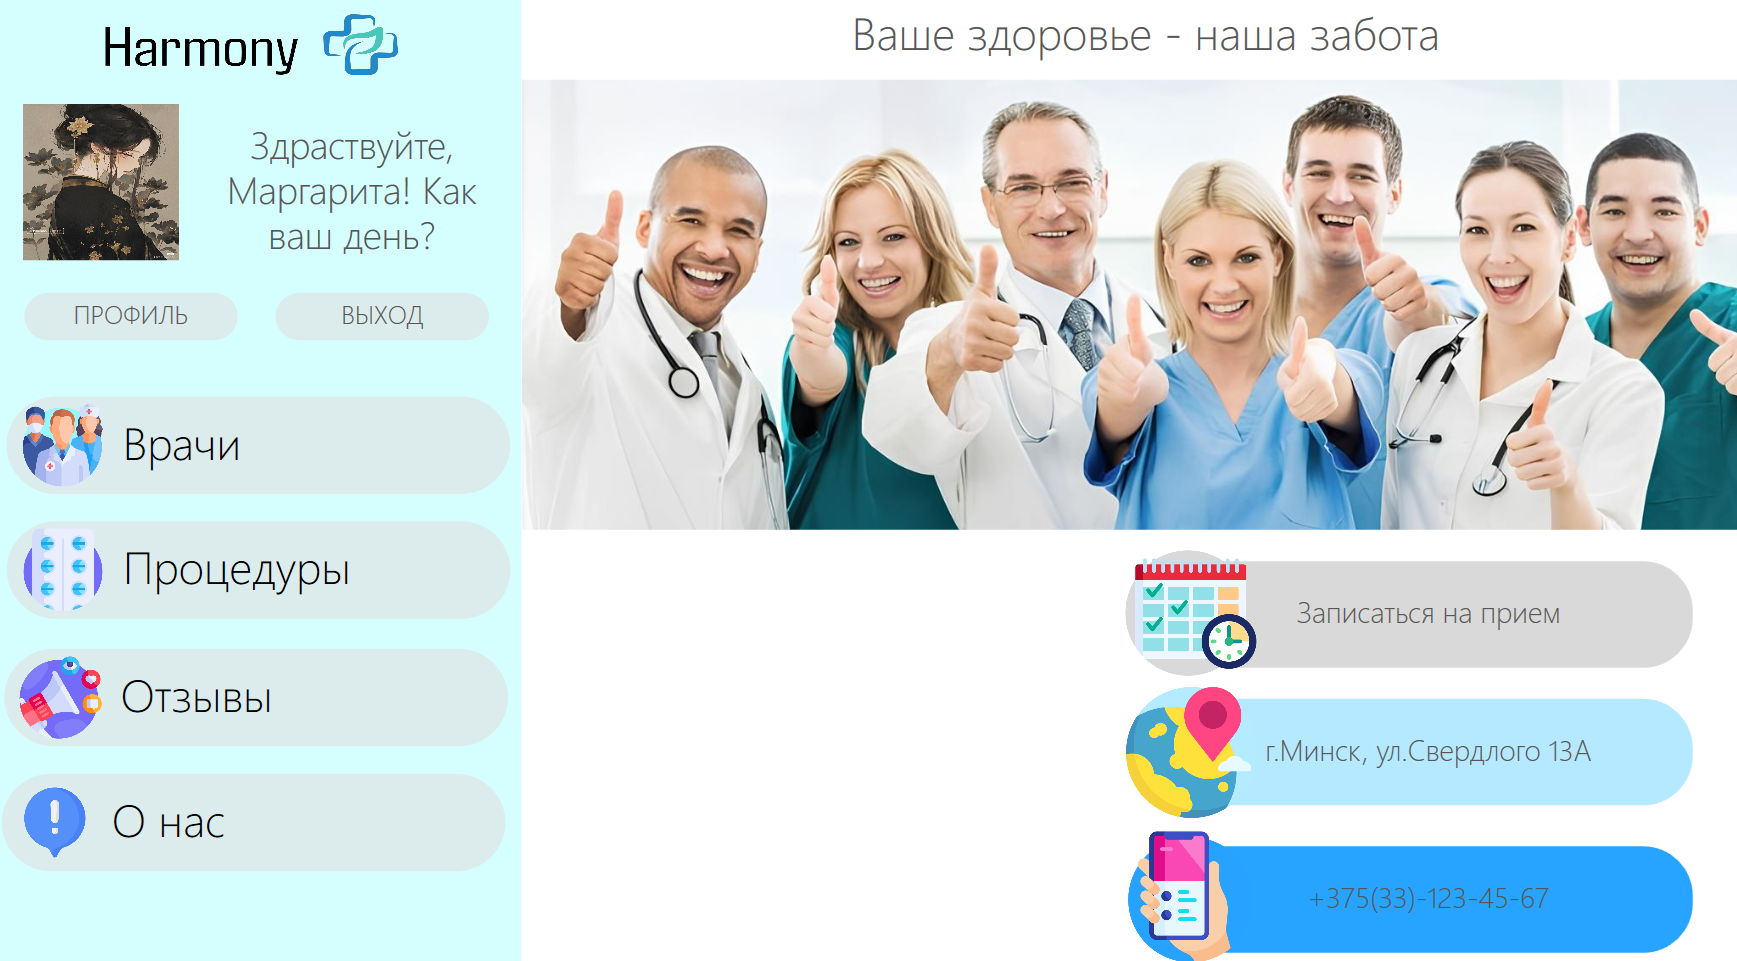 Harmony
Здраствуйте,
Маргарита! Как
ваш день?
ПРОФИЛЬ
ВЫХОД
Врачи
Процедуры
Отзывы
О нас
Ваше здоровье - наша забота
Записаться на прием
г.Минск, ул.Свердлого 13А
+375(33)-123-45-67